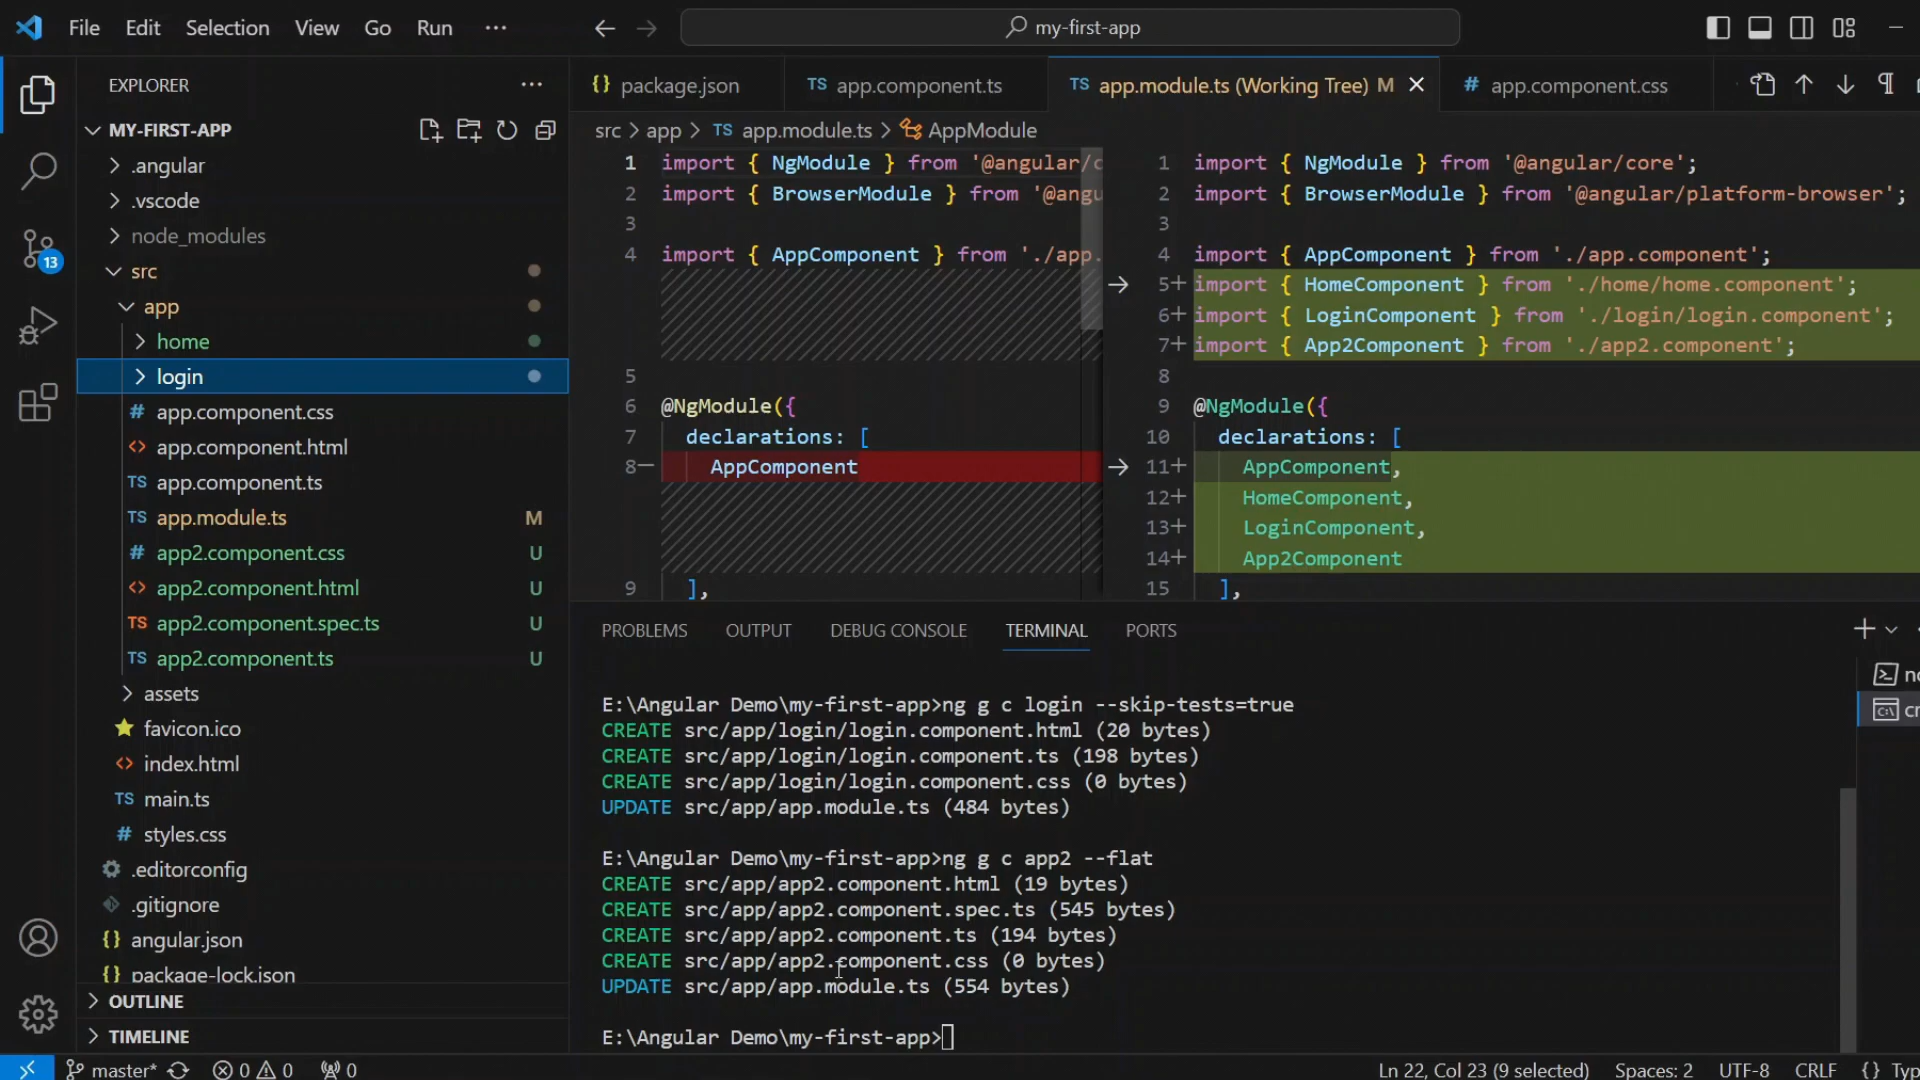 File Edit Selection View Go Run ···
my-first-app
EXPLORER ···
MY-FIRST-APP
.angular
.vscode
node_modules
13
src
app
home
login
# app.component.css
<> app.component.html
TS app.component.ts
TS app.module.ts M
# app2.component.css U
<> app2.component.html U
TS app2.component.spec.ts U
TS app2.component.ts U
assets
favicon.ico
<> index.html
TS main.ts
# styles.css
.editorconfig
.gitignore
{} angular.json
{} package-lock.json
OUTLINE
TIMELINE
{} package.json
TS app.component.ts
TS app.module.ts (Working Tree) M
# app.component.css
src > app > TS app.module.ts > AppModule
1 import { NgModule } from '@angular/c
2 import { BrowserModule } from '@angu
3
4 import { AppComponent } from './app.
5
6 @NgModule({
7 declarations: [
8− AppComponent
9 ],
1 import { NgModule } from '@angular/core';
2 import { BrowserModule } from '@angular/platform-browser';
3
4 import { AppComponent } from './app.component';
5+ import { HomeComponent } from './home/home.component';
6+ import { LoginComponent } from './login/login.component';
7+ import { App2Component } from './app2.component';
8
9 @NgModule({
10 declarations: [
11+ AppComponent,
12+ HomeComponent,
13+ LoginComponent,
14+ App2Component
15 ],
PROBLEMS OUTPUT DEBUG CONSOLE TERMINAL PORTS
E:\Angular Demo\my-first-app>ng g c login --skip-tests=true
CREATE src/app/login/login.component.html (20 bytes)
CREATE src/app/login/login.component.ts (198 bytes)
CREATE src/app/login/login.component.css (0 bytes)
UPDATE src/app/app.module.ts (484 bytes)
E:\Angular Demo\my-first-app>ng g c app2 --flat
CREATE src/app/app2.component.html (19 bytes)
CREATE src/app/app2.component.spec.ts (545 bytes)
CREATE src/app/app2.component.ts (194 bytes)
CREATE src/app/app2.component.css (0 bytes)
UPDATE src/app/app.module.ts (554 bytes)
E:\Angular Demo\my-first-app>
master* 0 0 0
Ln 22, Col 23 (9 selected) Spaces: 2 UTF-8 CRLF {} Typ